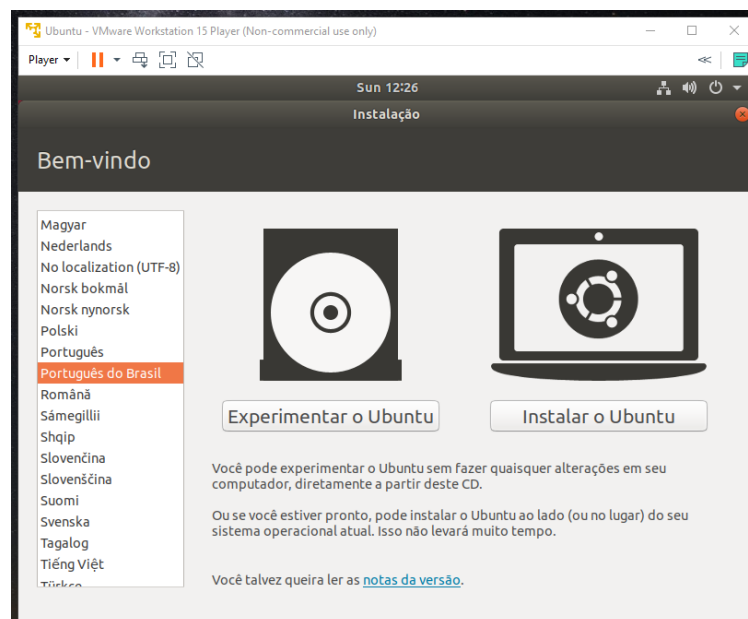 Ubuntu - VMware Workstation 15 Player (Non-commercial use only)
Player
Sun 12:26
Instalação
Bem-vindo
Magyar
Nederlands
No localization (UTF-8)
Norsk bokmål
Norsk nynorsk
Polski
Português
Português do Brasil
Română
Sámegillii
Shqip
Slovenčina
Slovenščina
Suomi
Svenska
Tagalog
Tiếng Việt
Türkçe
Experimentar o Ubuntu
Instalar o Ubuntu
Você pode experimentar o Ubuntu sem fazer quaisquer alterações em seu
computador, diretamente a partir deste CD.
Ou se você estiver pronto, pode instalar o Ubuntu ao lado (ou no lugar) do seu
sistema operacional atual. Isso não levará muito tempo.
Você talvez queira ler as notas da versão.